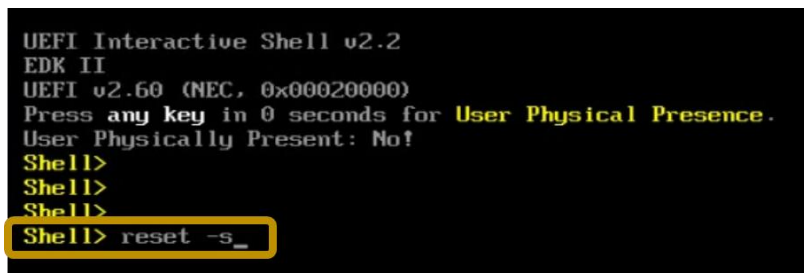 UEFI Interactive Shell v2.2
EDK II
UEFI v2.60 (NEC, 0x00020000)
Press any key in 0 seconds for User Physical Presence.
User Physically Present: No!
Shell>
Shell>
Shell>
Shell> reset -s_